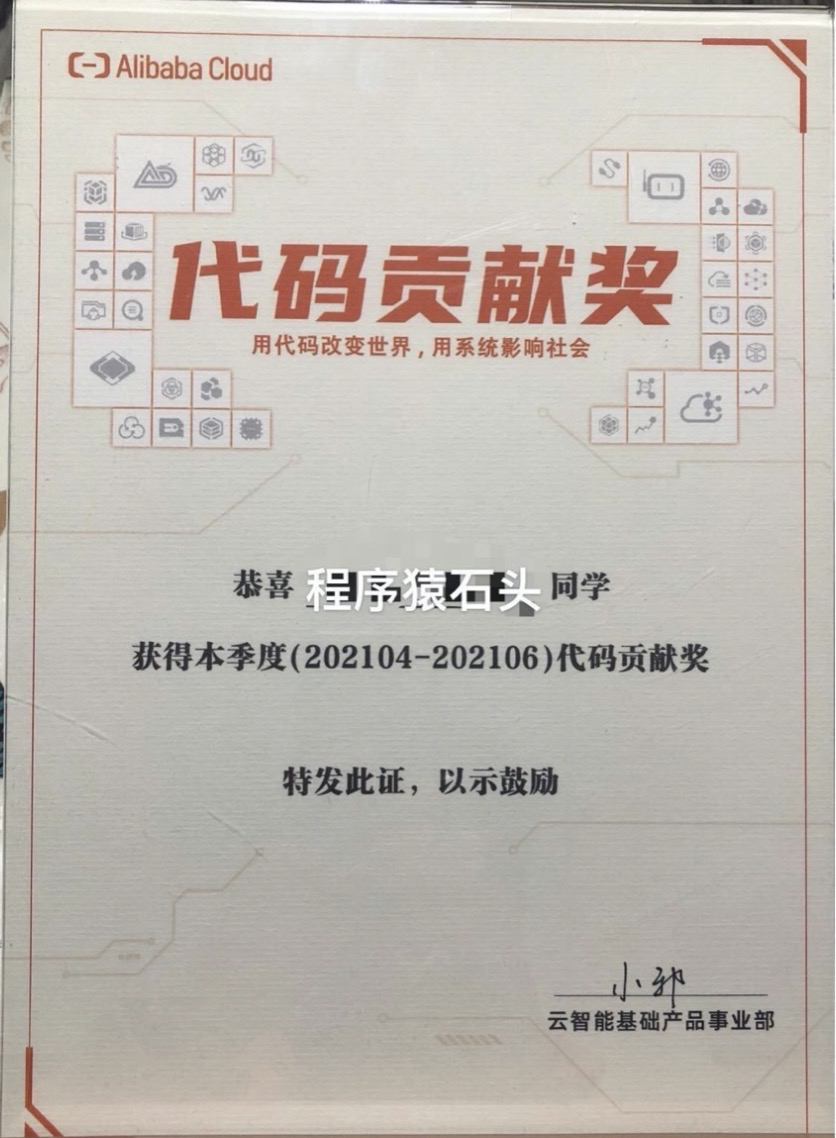 Alibaba Cloud
代码贡献奖
用代码改变世界，用系统影响社会
恭喜 程序猿石头 同学
获得本季度(202104-202106)代码贡献奖
特发此证，以示鼓励
小邪
云智能基础产品事业部